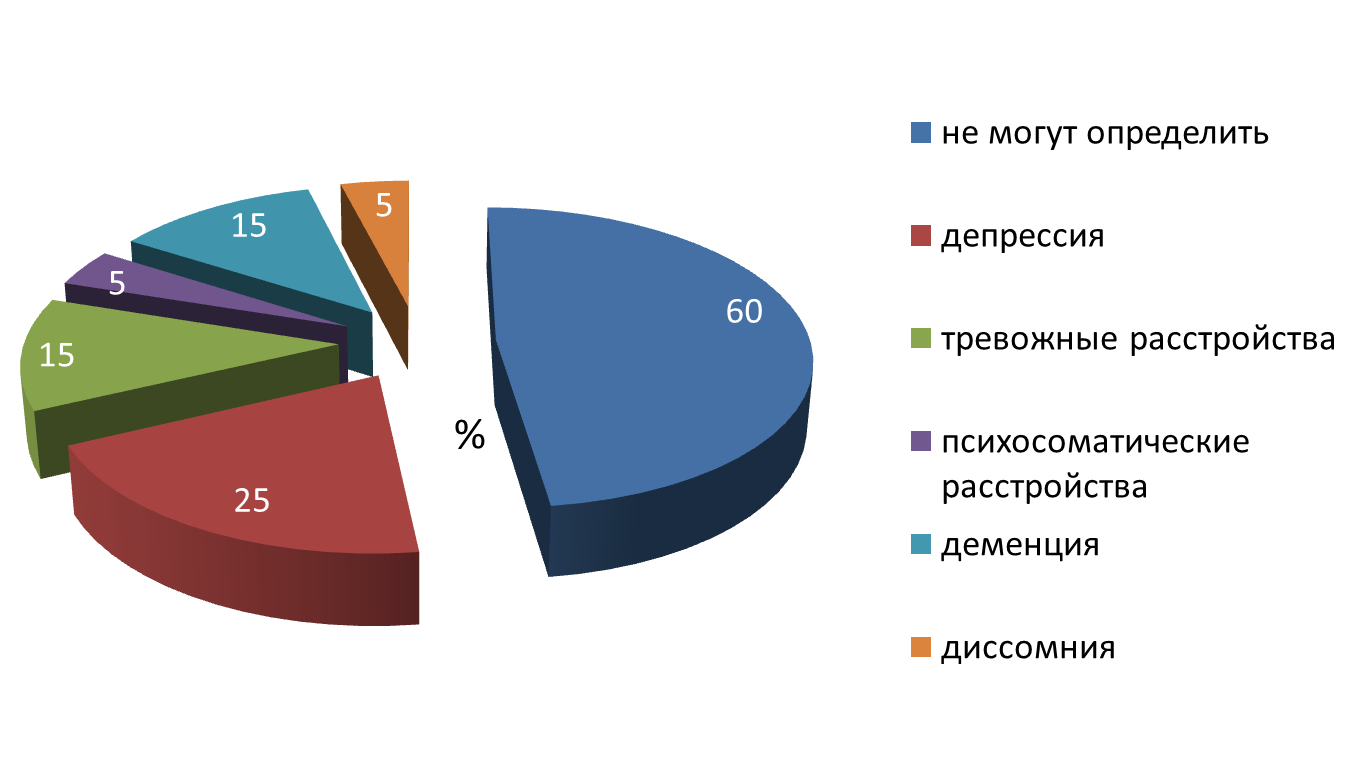 5
15
5
15
25
60
%
не могут определить
депрессия
тревожные расстройства
психосоматические
расстройства
деменция
диссомния